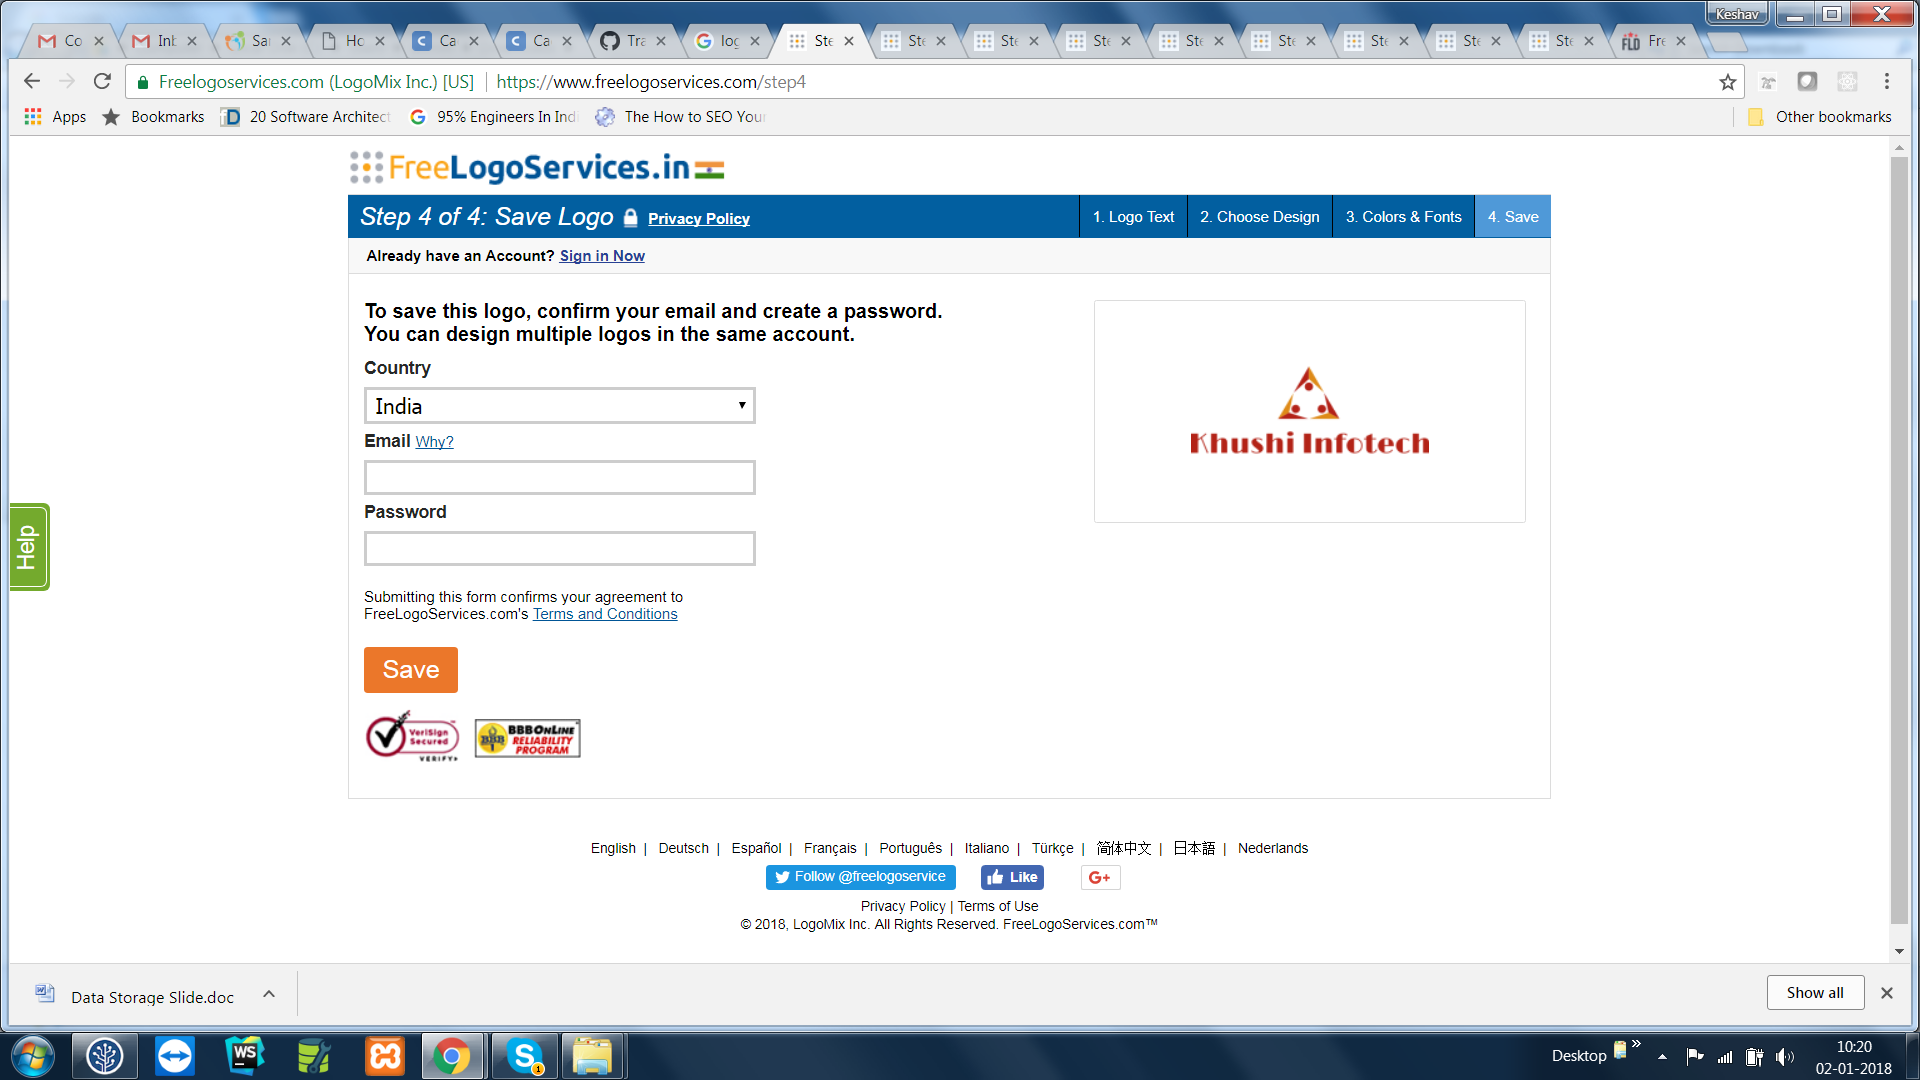 Keshav
Co
Inb
Sar
Ho
Ca
Ca
Tra
log
Ste
Ste
Ste
Ste
Ste
Ste
Ste
Ste
Ste
Fre
Freelogoservices.com (LogoMix Inc.) [US]
https://www.freelogoservices.com/step4
Apps
Bookmarks
20 Software Architect
95% Engineers In Indi
The How to SEO Your
Other bookmarks
FreeLogoServices.in
Step 4 of 4: Save Logo Privacy Policy
1. Logo Text
2. Choose Design
3. Colors & Fonts
4. Save
Already have an Account? Sign in Now
To save this logo, confirm your email and create a password.
You can design multiple logos in the same account.
Country
India
Email Why?
Password
Khushi Infotech
Help
Submitting this form confirms your agreement to
FreeLogoServices.com's Terms and Conditions
Save
VeriSign
Secured
VERIFY
BBB
BBBOnLine
RELIABILITY
PROGRAM
English | Deutsch | Español | Français | Português | Italiano | Türkçe | 简体中文 | 日本語 | Nederlands
Follow @freelogoservice
Like
G+
Privacy Policy | Terms of Use
© 2018, LogoMix Inc. All Rights Reserved. FreeLogoServices.com™
Data Storage Slide.doc
Show all
WS
Desktop
10:20
02-01-2018